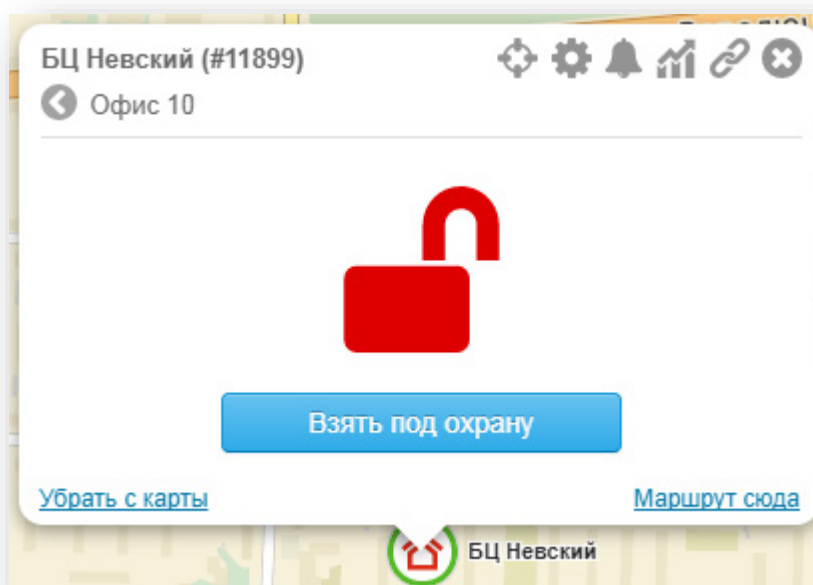 БЦ Невский (#11899)
Офис 10
Взять под охрану
Убрать с карты
Маршрут сюда
БЦ Невский